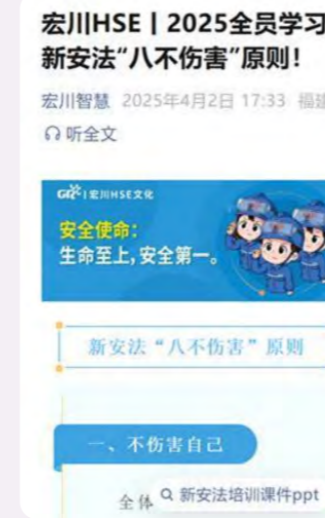 宏川HSE | 2025全员学习
新安法“八不伤害”原则!
宏川智慧 2025年4月2日 17:33 福建
听全文
GR | 宏川HSE文化
安全使命：
生命至上，安全第一。
新安法“八不伤害”原则
一、不伤害自己
全体
新安法培训课件ppt